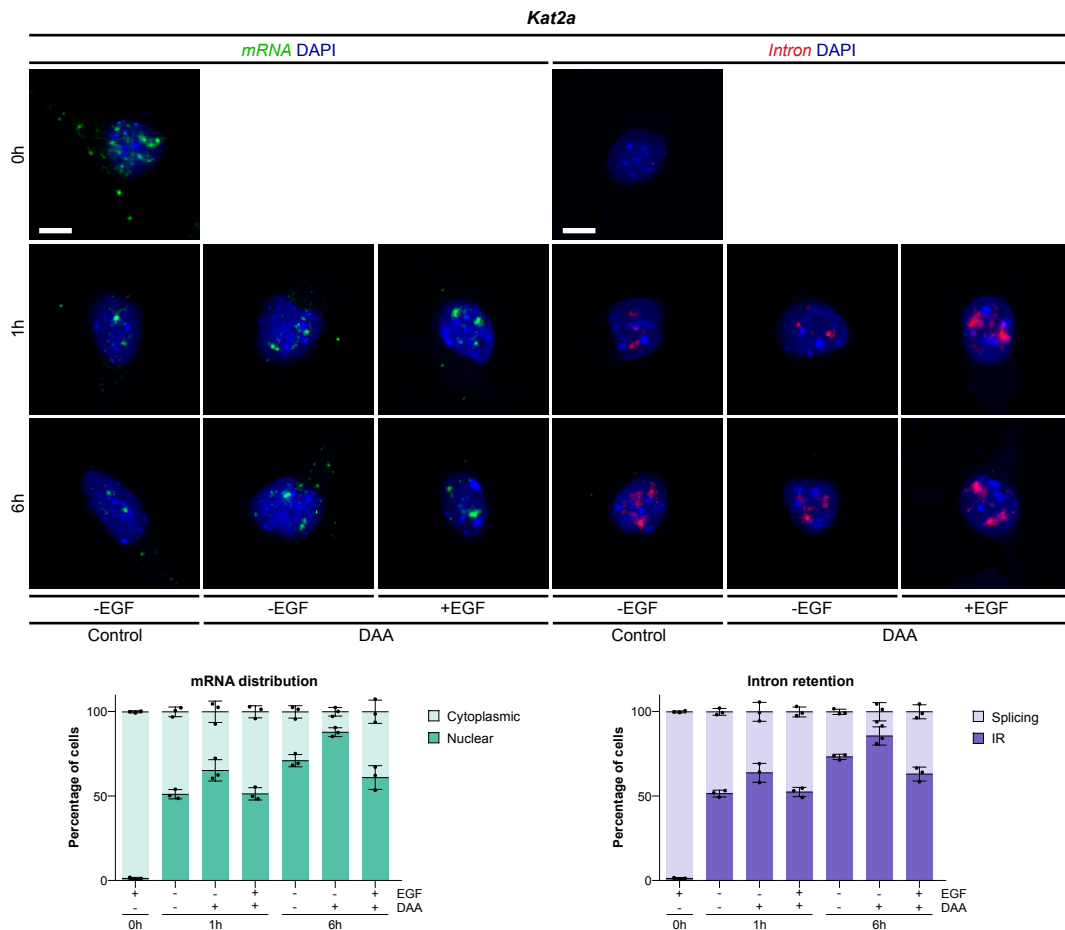 Kat2a
mRNA DAPI
Intron DAPI
0h
1h
6h
-EGF -EGF +EGF -EGF -EGF +EGF
Control DAA Control DAA
mRNA distribution
Percentage of cells
100
50
0
Cytoplasmic
Nuclear
+ - - + - - + EGF
- - + + - + + DAA
0h 1h 6h
Intron retention
Percentage of cells
100
50
0
Splicing
IR
+ - - + - - + EGF
- - + + - + + DAA
0h 1h 6h